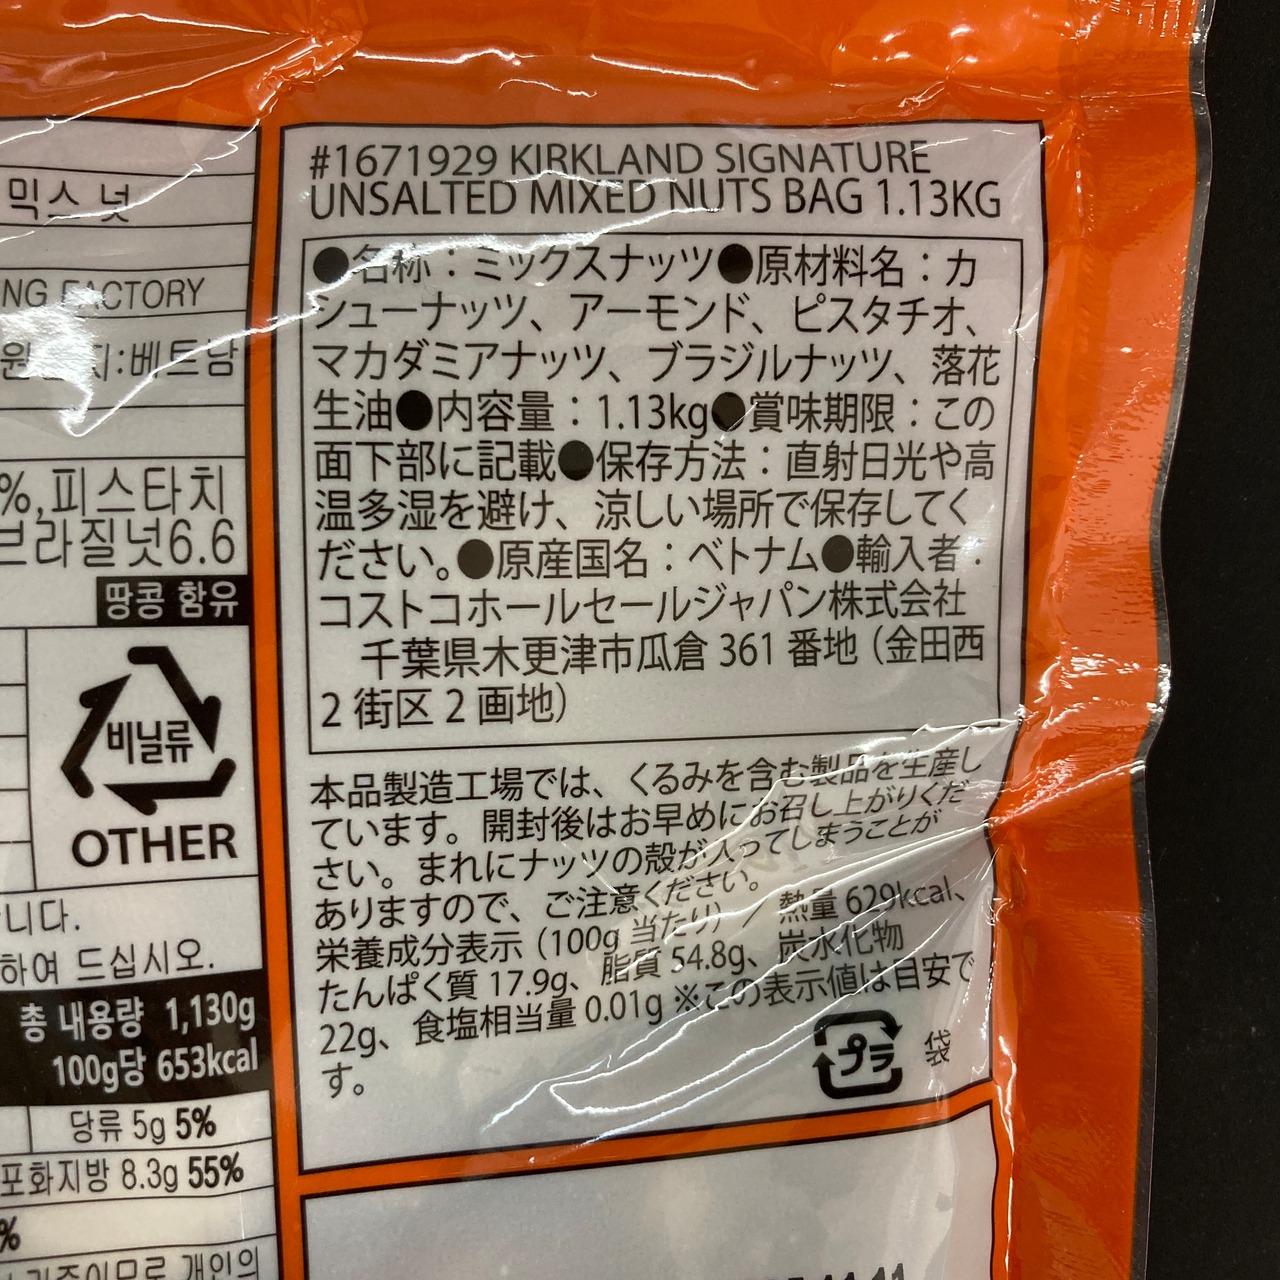 믹스 넛
NG FACTORY
:베트남
%,피스타치
브라질넛6.6
땅콩 함유
비닐류
OTHER
니다.
하여 드십시오.
총 내용량 1,130g
100g당 653kcal
당류 5g 5%
포화지방 8.3g 55%
%
#1671929 KIRKLAND SIGNATURE
UNSALTED MIXED NUTS BAG 1.13KG
●名称：ミックスナッツ●原材料名：カ
シューナッツ、アーモンド、ピスタチオ、
マカダミアナッツ、ブラジルナッツ、落花
生油●内容量：1.13kg●賞味期限：この
面下部に記載●保存方法：直射日光や高
温多湿を避け、涼しい場所で保存してく
ださい。●原産国名：ベトナム●輸入者：
コストコホールセールジャパン株式会社
千葉県木更津市瓜倉 361 番地（金田西
2 街区 2 画地）
本品製造工場では、くるみを含む製品を生産し
ています。開封後はお早めにお召し上がりくだ
さい。まれにナッツの殻が入ってしまうことが
ありますので、ご注意ください。
栄養成分表示（100g 当たり）／ 熱量 629kcal、
たんぱく質 17.9g、脂質 54.8g、炭水化物
22g、食塩相当量 0.01g ※この表示値は目安で
す。
プラ
袋